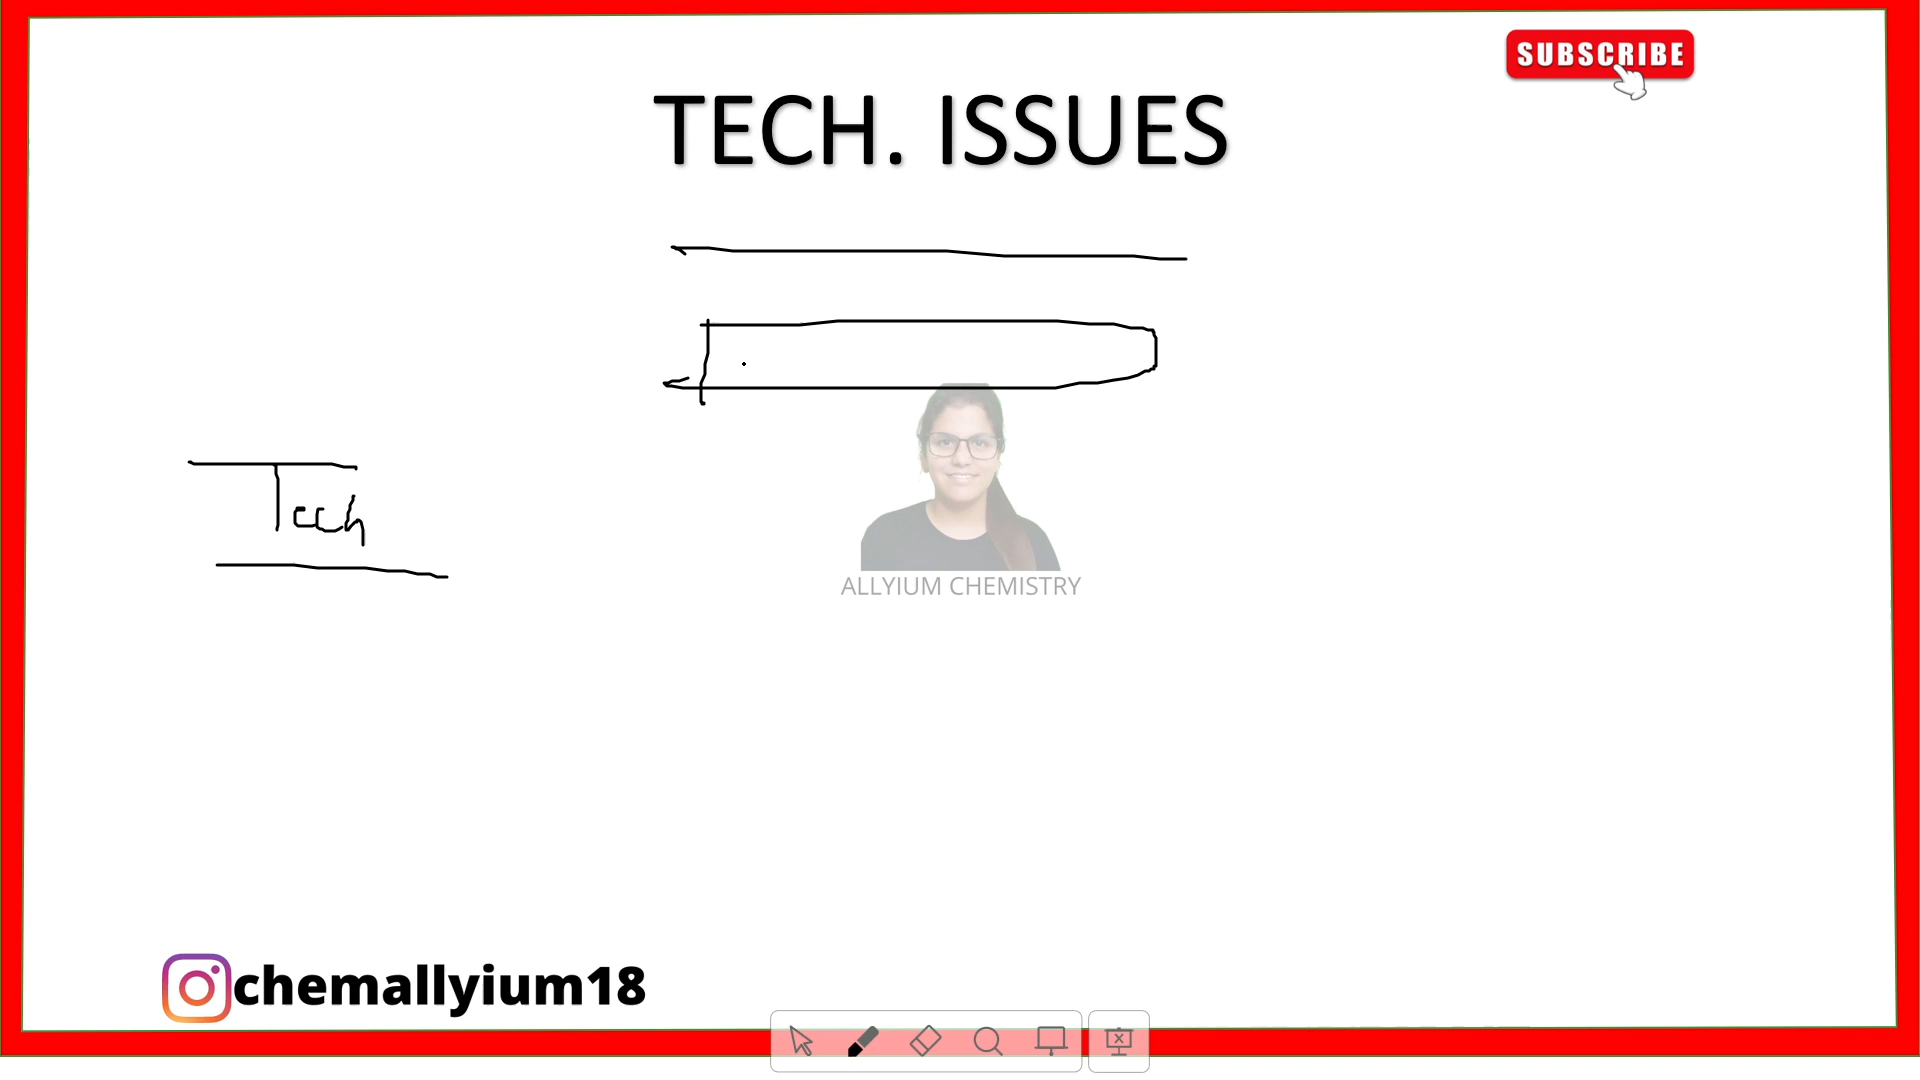 SUBSCRIBE
TECH. ISSUES
Tech
ALLYIUM CHEMISTRY
chemallyium18